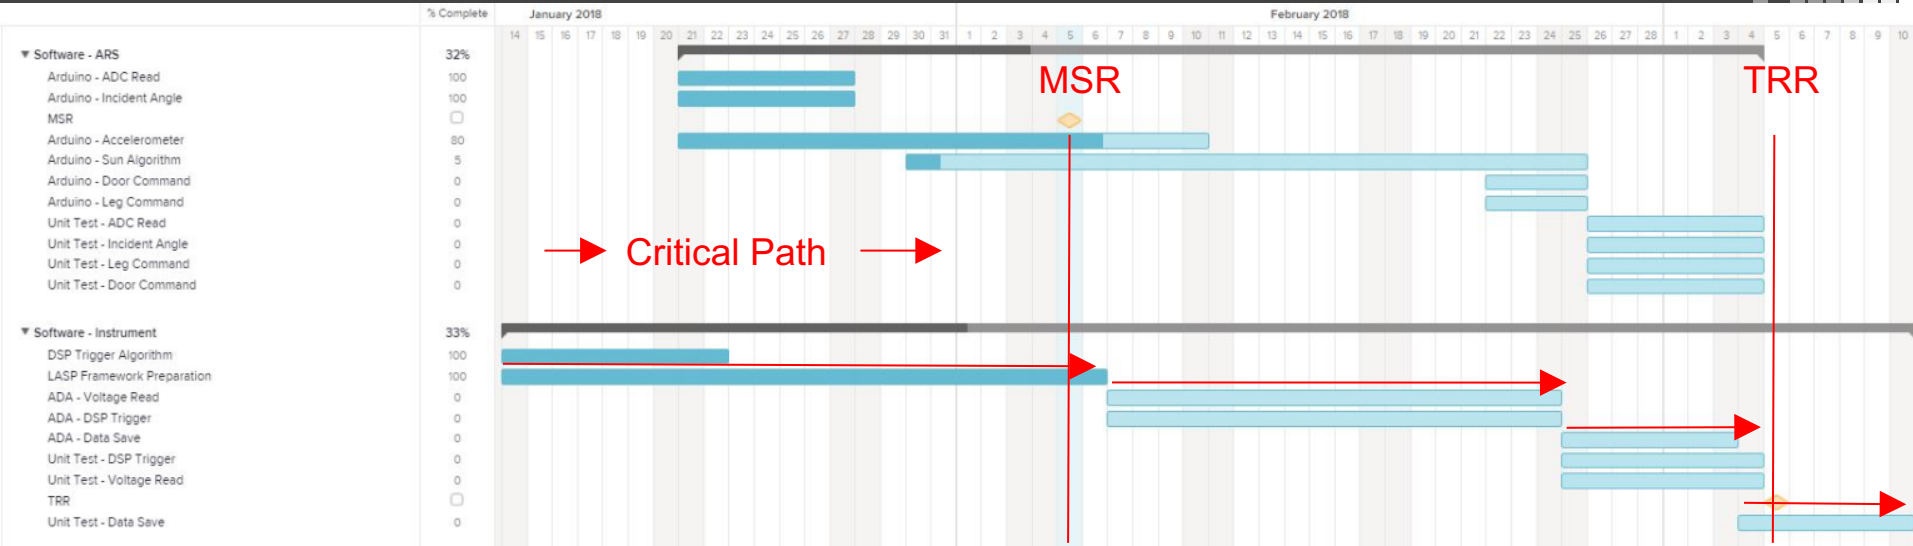 % Complete January 2018 February 2018
14 15 16 17 18 19 20 21 22 23 24 25 26 27 28 29 30 31 1 2 3 4 5 6 7 8 9 10 11 12 13 14 15 16 17 18 19 20 21 22 23 24 25 26 27 28 1 2 3 4 5 6 7 8 9 10
Software - ARS 32%
Arduino - ADC Read 100
MSR TRR
Arduino - Incident Angle 100
MSR
Arduino - Accelerometer 80
Arduino - Sun Algorithm 5
Arduino - Door Command 0
Arduino - Leg Command 0
Unit Test - ADC Read 0
Unit Test - Incident Angle 0
Critical Path
Unit Test - Leg Command 0
Unit Test - Door Command 0
Software - Instrument 33%
DSP Trigger Algorithm 100
LASP Framework Preparation 100
ADA - Voltage Read 0
ADA - DSP Trigger 0
ADA - Data Save 0
Unit Test - DSP Trigger 0
Unit Test - Voltage Read 0
TRR
Unit Test - Data Save 0